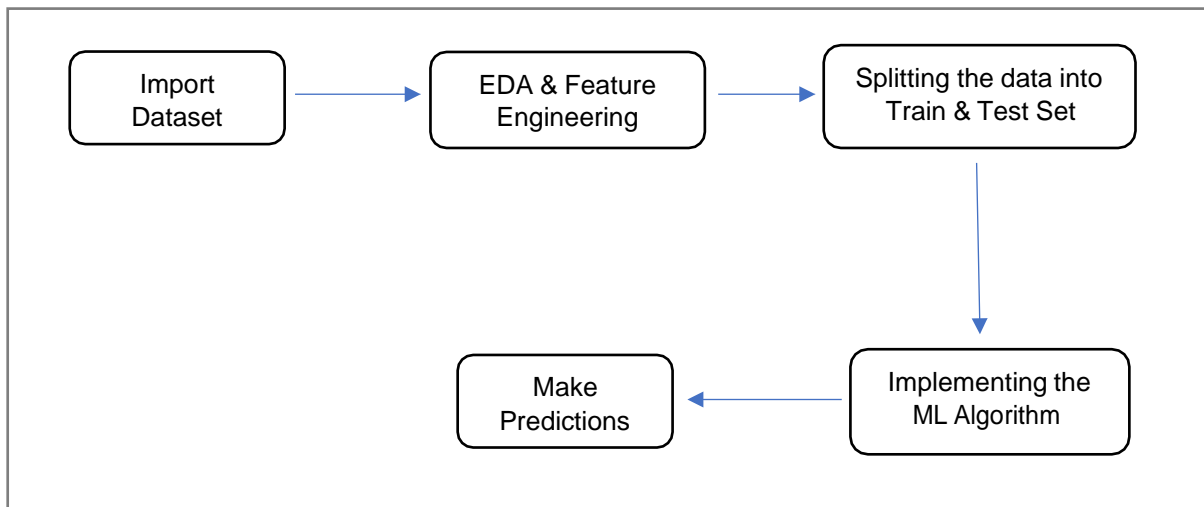 Import
Dataset
EDA & Feature
Engineering
Splitting the data into
Train & Test Set
Implementing the
ML Algorithm
Make
Predictions